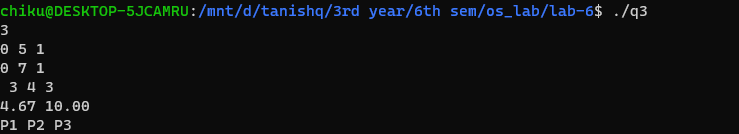 chiku@DESKTOP-5JCAMRU:/mnt/d/tanishq/3rd year/6th sem/os_lab/lab-6$ ./q3
3
0 5 1
0 7 1
 3 4 3
4.67 10.00
P1 P2 P3